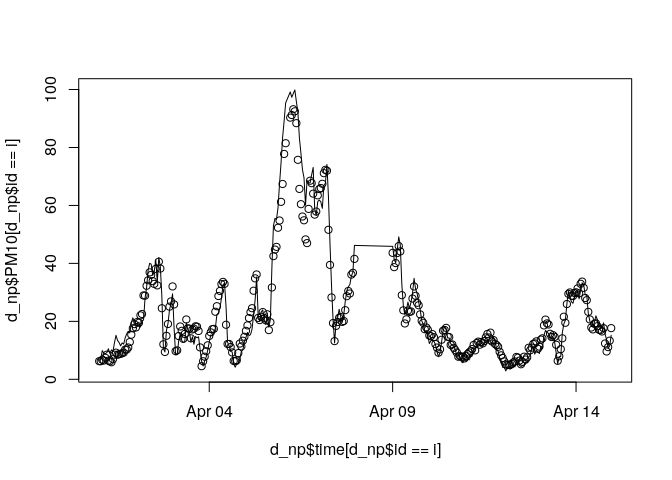 100
80
60
40
20
0
d_np$PM10[d_np$id == i]
Apr 04
Apr 09
Apr 14
d_np$time[d_np$id == i]